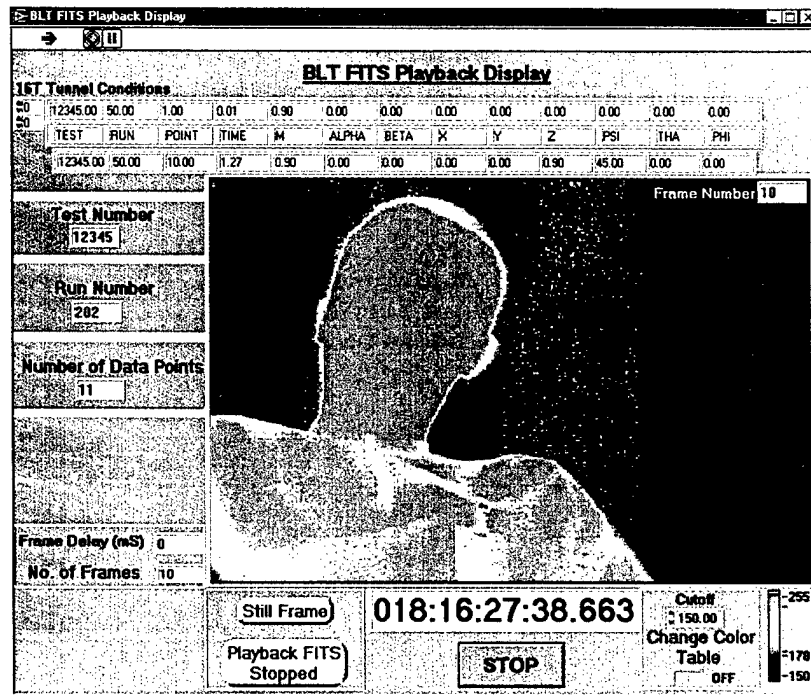 BLT FITS Playback Display
BLT FITS Playback Display
16T Tunnel Conditions
0 12345.00 50.00 1.00 0.01 0.90 0.00 0.00 0.00 0.00 0.00 0.00 0.00 0.00
0 TEST RUN POINT TIME M ALPHA BETA X Y Z PSI THA PHI
12345.00 50.00 10.00 1.27 0.90 0.00 0.00 0.00 0.00 0.90 45.00 0.00 0.00
Frame Number 10
Test Number
12345
Run Number
202
Number of Data Points
11
Frame Delay (mS) 0
No. of Frames 10
Still Frame
Playback FITS
Stopped
018:16:27:38.663
STOP
Cutoff
150.00
Change Color
Table
OFF
-255
-178
-150